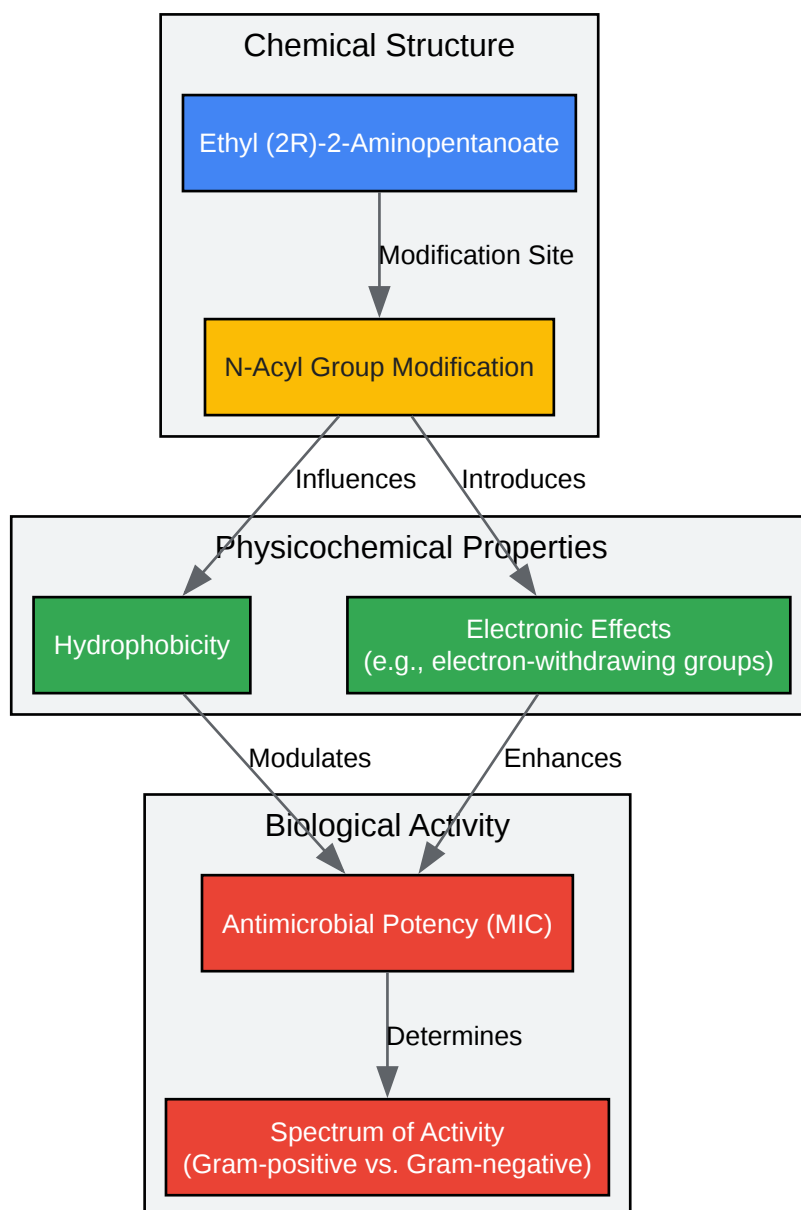 Chemical Structure
Ethyl (2R)-2-Aminopentanoate
Modification Site
N-Acyl Group Modification
Influences
Introduces
Physicochemical Properties
Hydrophobicity
Electronic Effects
(e.g., electron-withdrawing groups)
Modulates
Enhances
Biological Activity
Antimicrobial Potency (MIC)
Determines
Spectrum of Activity
(Gram-positive vs. Gram-negative)